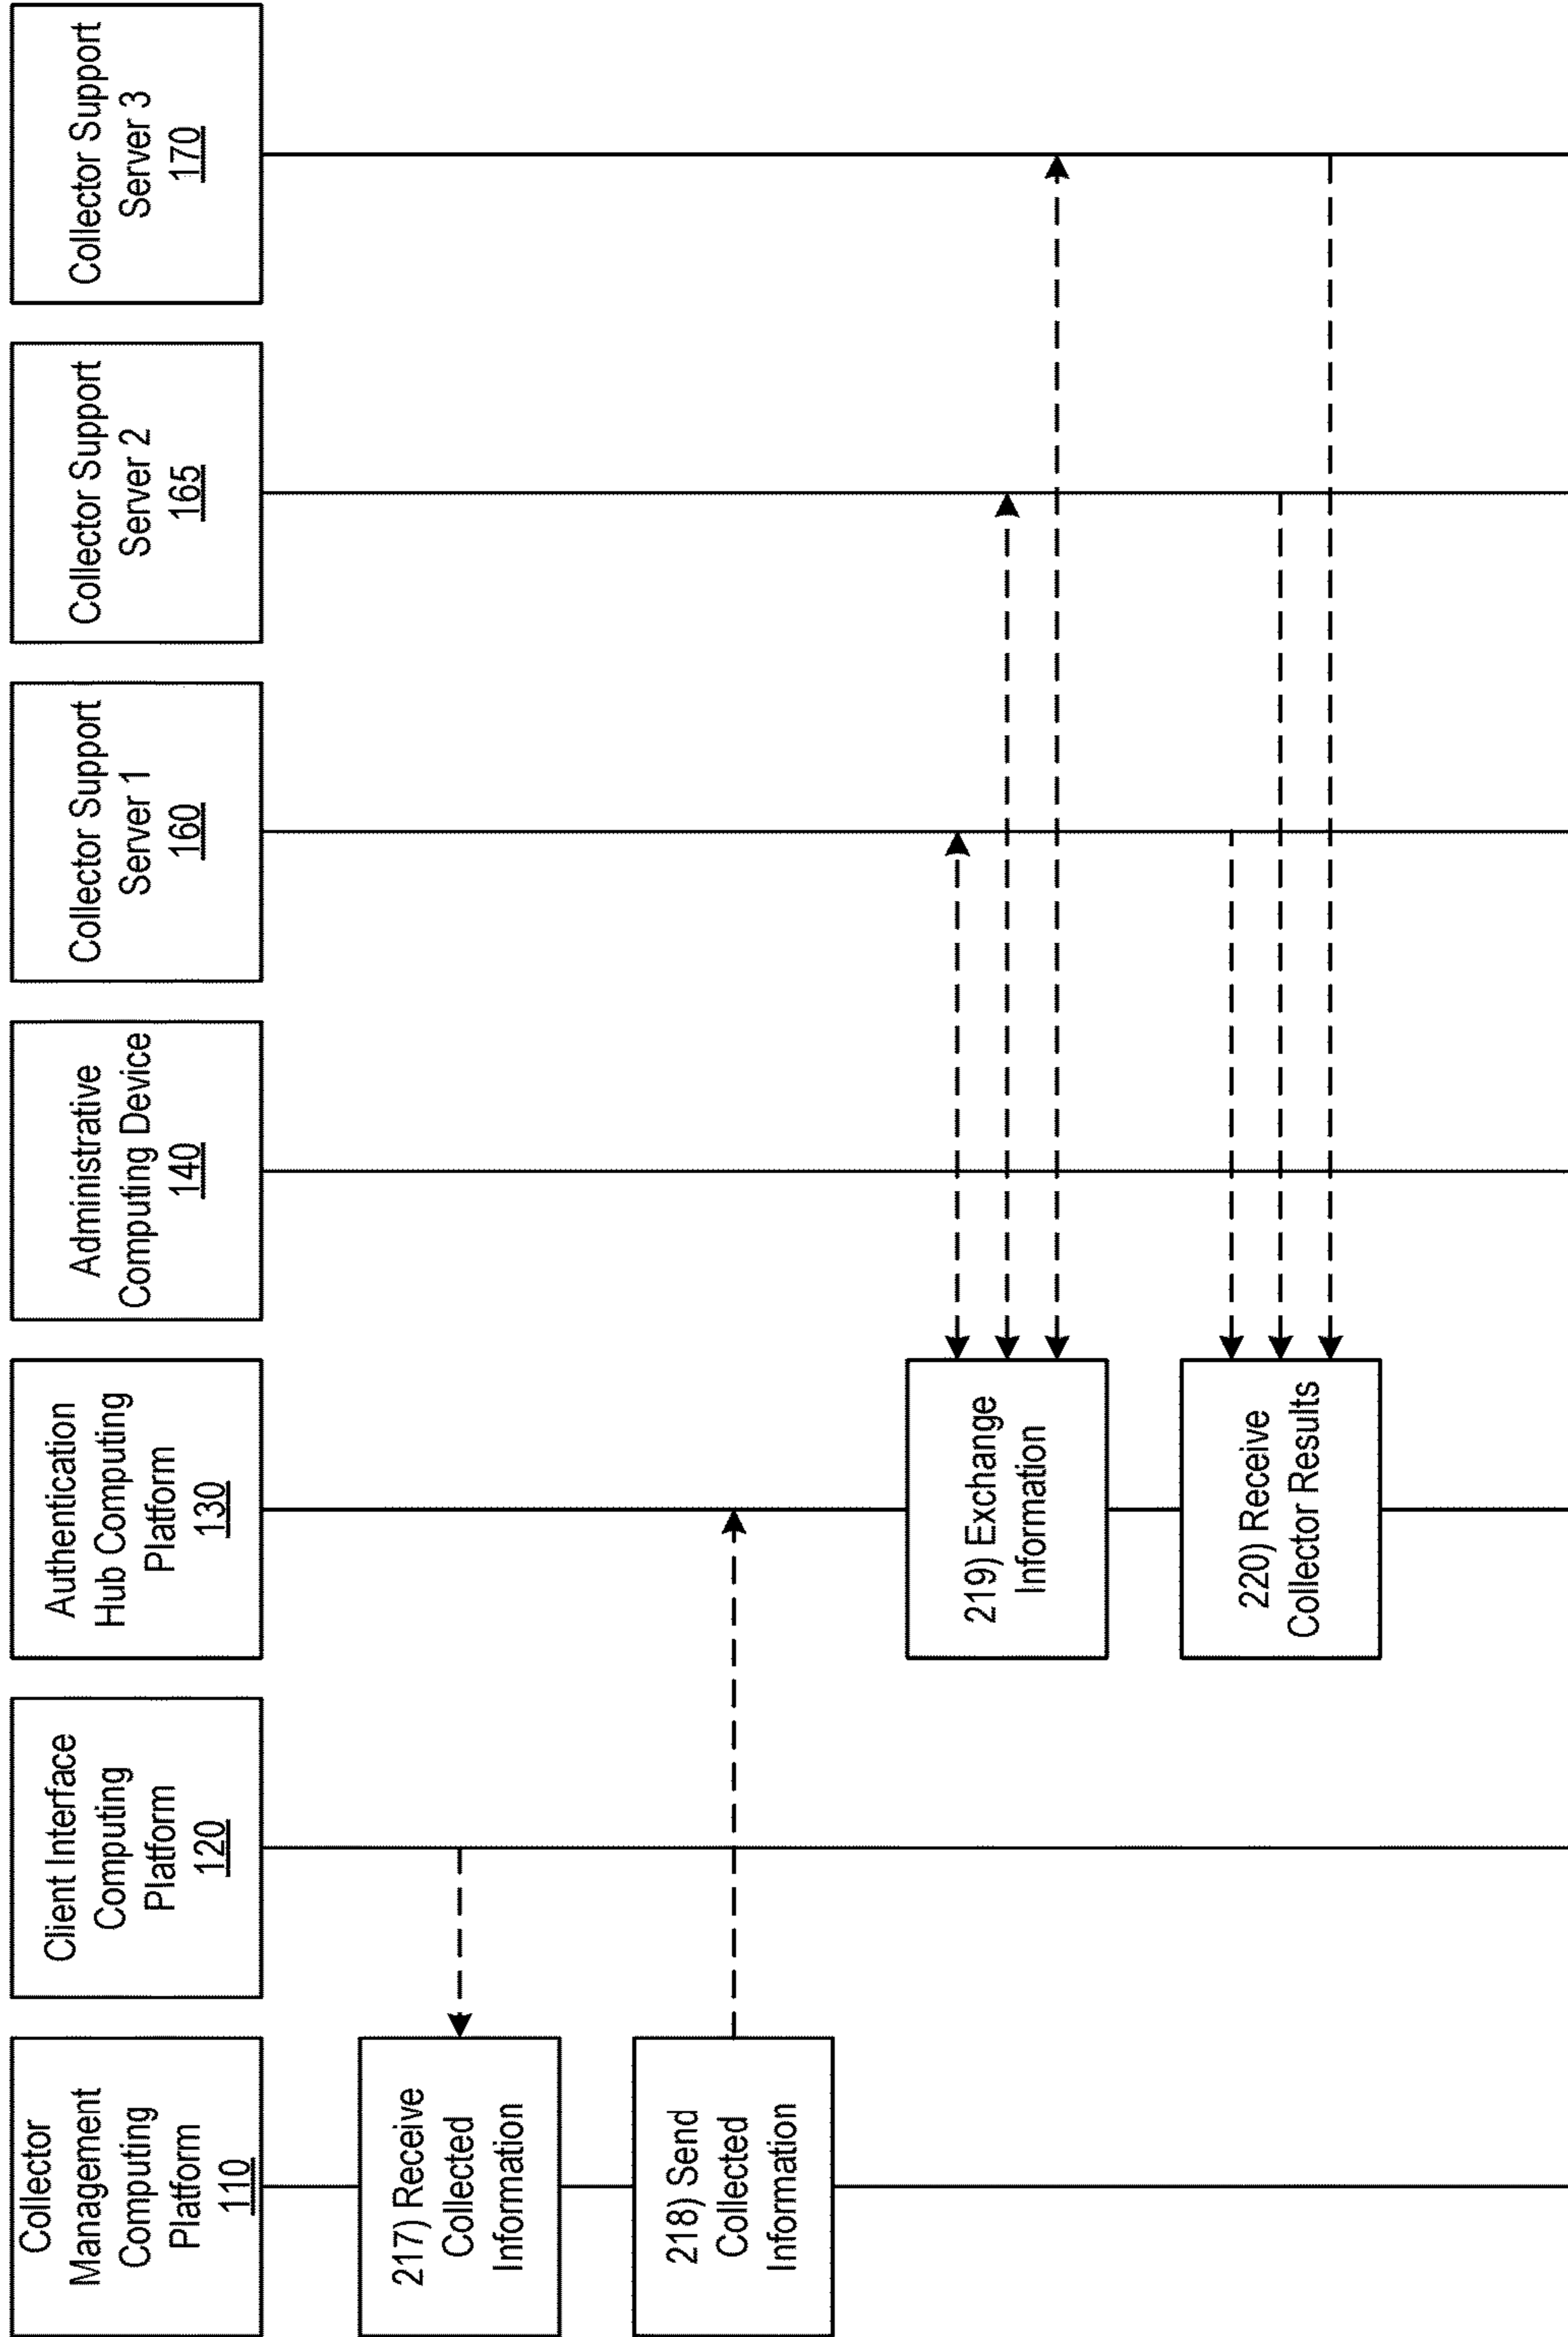 Collector
Management
Computing
Platform
110
Client Interface
Computing
Platform
120
Authentication
Hub Computing
Platform
130
Administrative
Computing Device
140
Collector Support
Server 1
160
Collector Support
Server 2
165
Collector Support
Server 3
170
217) Receive
Collected
Information
218) Send
Collected
Information
219) Exchange
Information
220) Receive
Collector Results